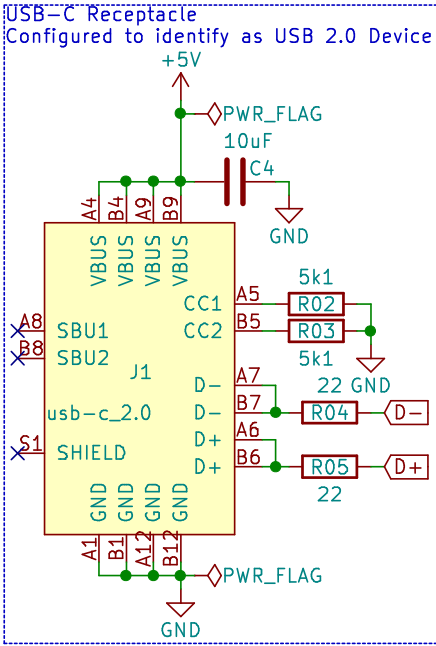 USB-C Receptacle
Configured to identify as USB 2.0 Device
+5V
PWR_FLAG
10uF
C4
GND
A4 B4 A9 B9
VBUS VBUS VBUS VBUS
5k1
CC1 A5 R02
CC2 B5 R03
5k1
GND
A8 SBU1
B8 SBU2
J1
usb-c_2.0
D- A7
22
D- B7 R04 D-
D+ A6
D+ B6 R05 D+
22
S1 SHIELD
GND GND GND GND
A1 B1 A12 B12
PWR_FLAG
GND